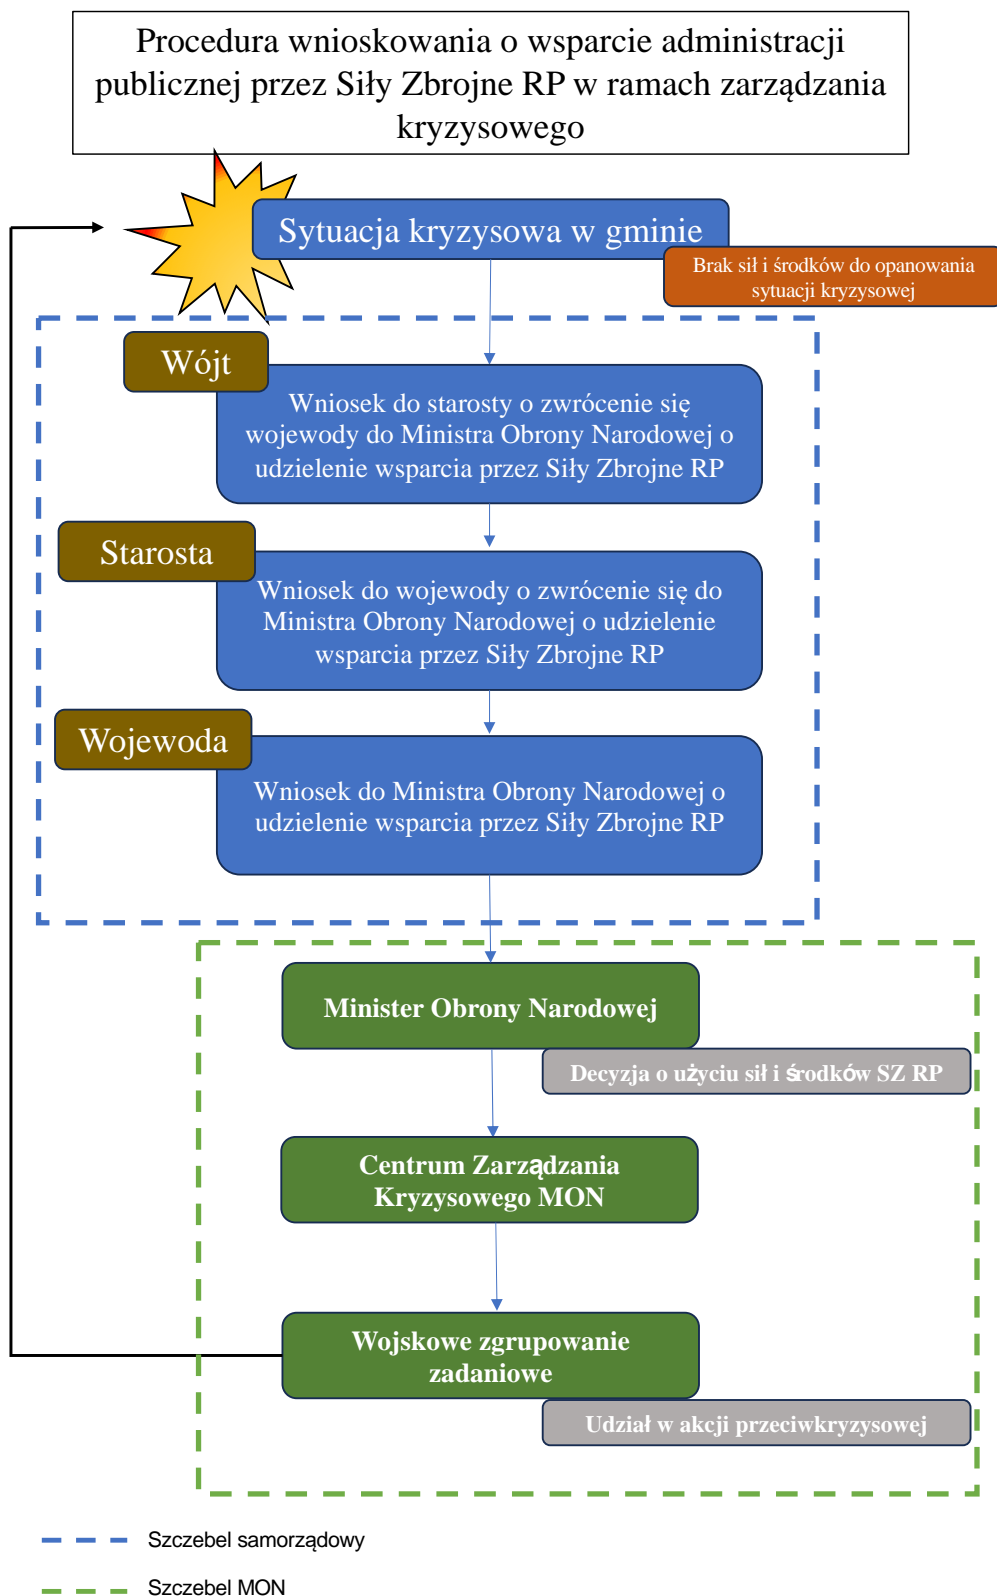 Procedura wnioskowania o wsparcie administracji
publicznej przez Siły Zbrojne RP w ramach zarządzania
kryzysowego
Sytuacja kryzysowa w gminie
Brak sił i środków do opanowania
sytuacji kryzysowej
Wójt
Wniosek do starosty o zwrócenie się
wojewody do Ministra Obrony Narodowej o
udzielenie wsparcia przez Siły Zbrojne RP
Starosta
Wniosek do wojewody o zwrócenie się do
Ministra Obrony Narodowej o udzielenie
wsparcia przez Siły Zbrojne RP
Wojewoda
Wniosek do Ministra Obrony Narodowej o
udzielenie wsparcia przez Siły Zbrojne RP
Minister Obrony Narodowej
Decyzja o użyciu sił i środków SZ RP
Centrum Zarządzania
Kryzysowego MON
Wojskowe zgrupowanie
zadaniowe
Udział w akcji przeciwkryzysowej
Szczebel samorządowy
Szczebel MON